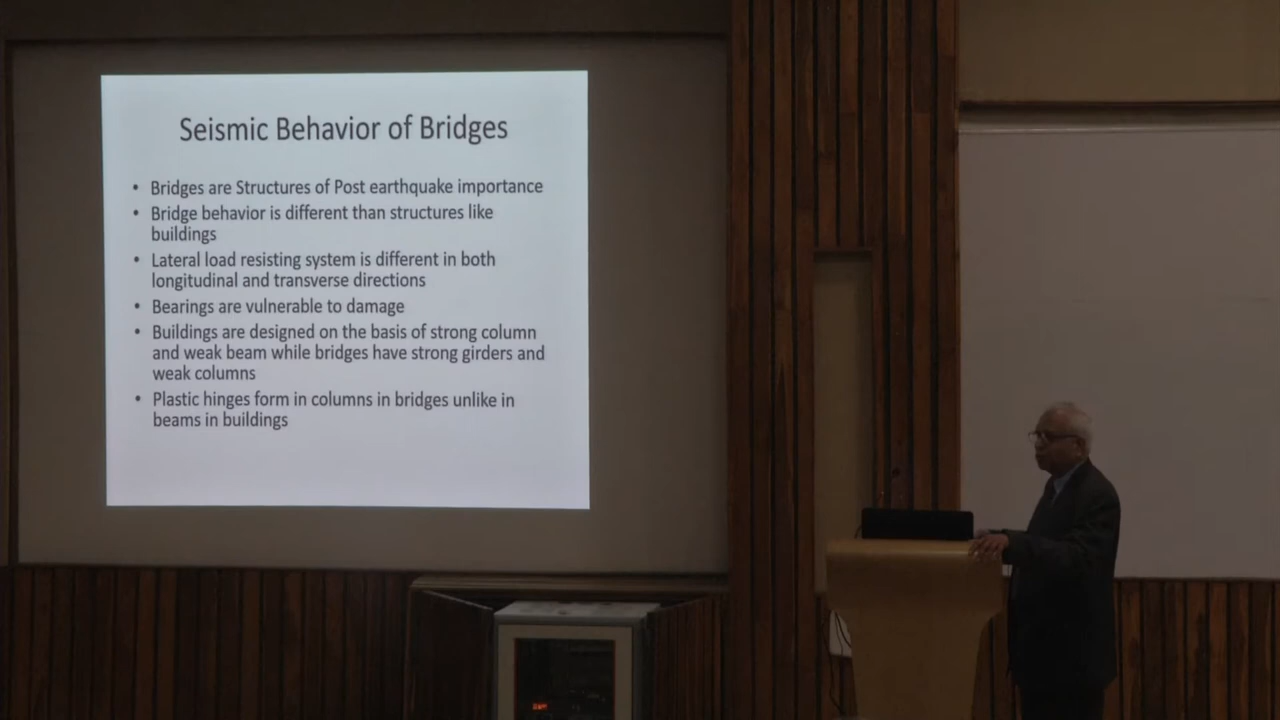 Seismic Behavior of Bridges
• Bridges are Structures of Post earthquake importance
• Bridge behavior is different than structures like
buildings
• Lateral load resisting system is different in both
longitudinal and transverse directions
• Bearings are vulnerable to damage
• Buildings are designed on the basis of strong column
and weak beam while bridges have strong girders and
weak columns
• Plastic hinges form in columns in bridges unlike in
beams in buildings